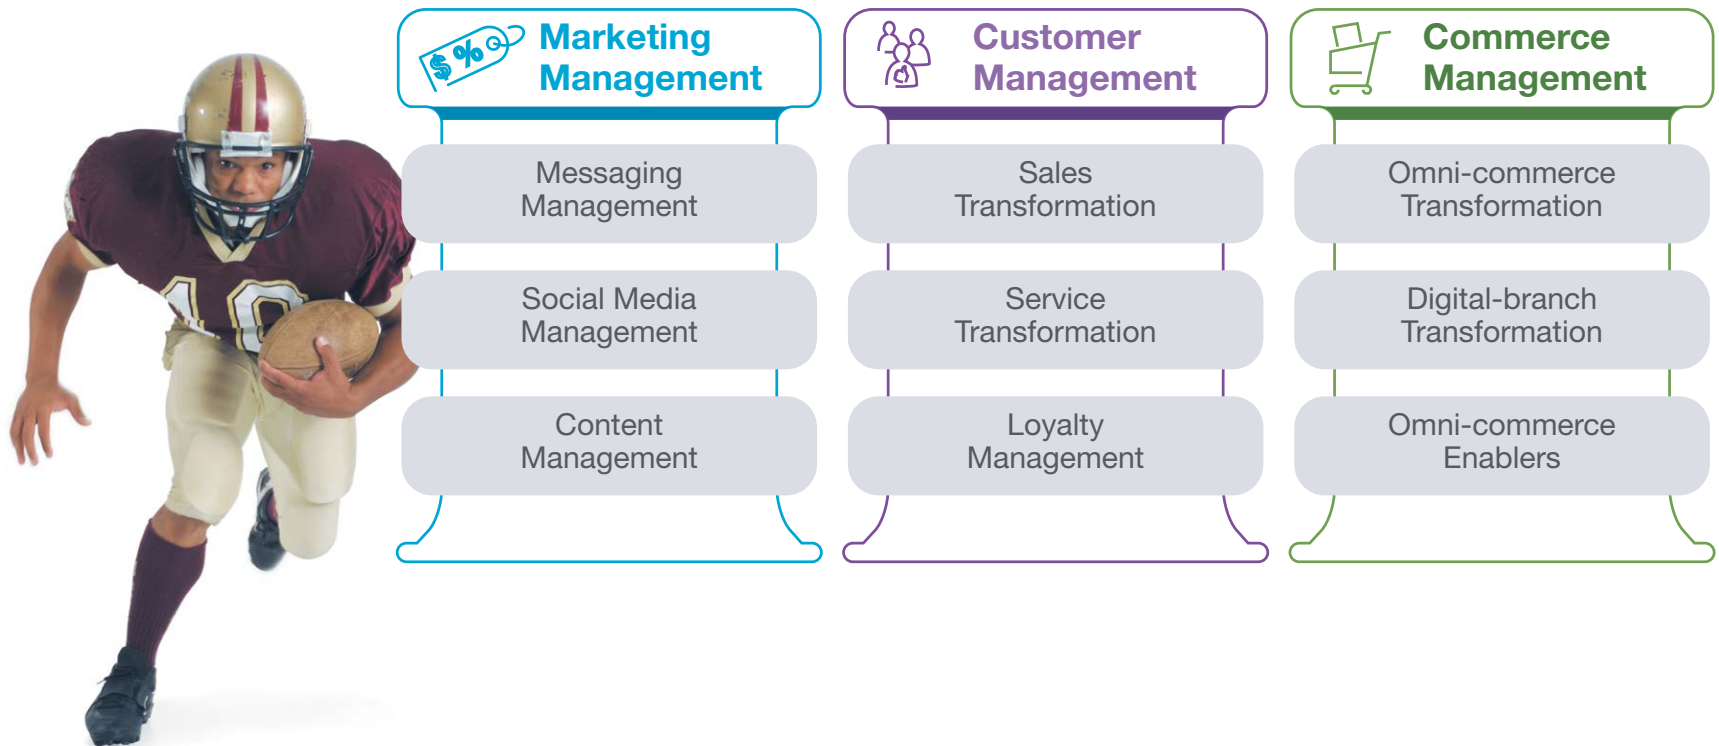 Marketing
Management
Messaging
Management
Social Media
Management
Content
Management
Customer
Management
Sales
Transformation
Service
Transformation
Loyalty
Management
Commerce
Management
Omni-commerce
Transformation
Digital-branch
Transformation
Omni-commerce
Enablers
$ %
10